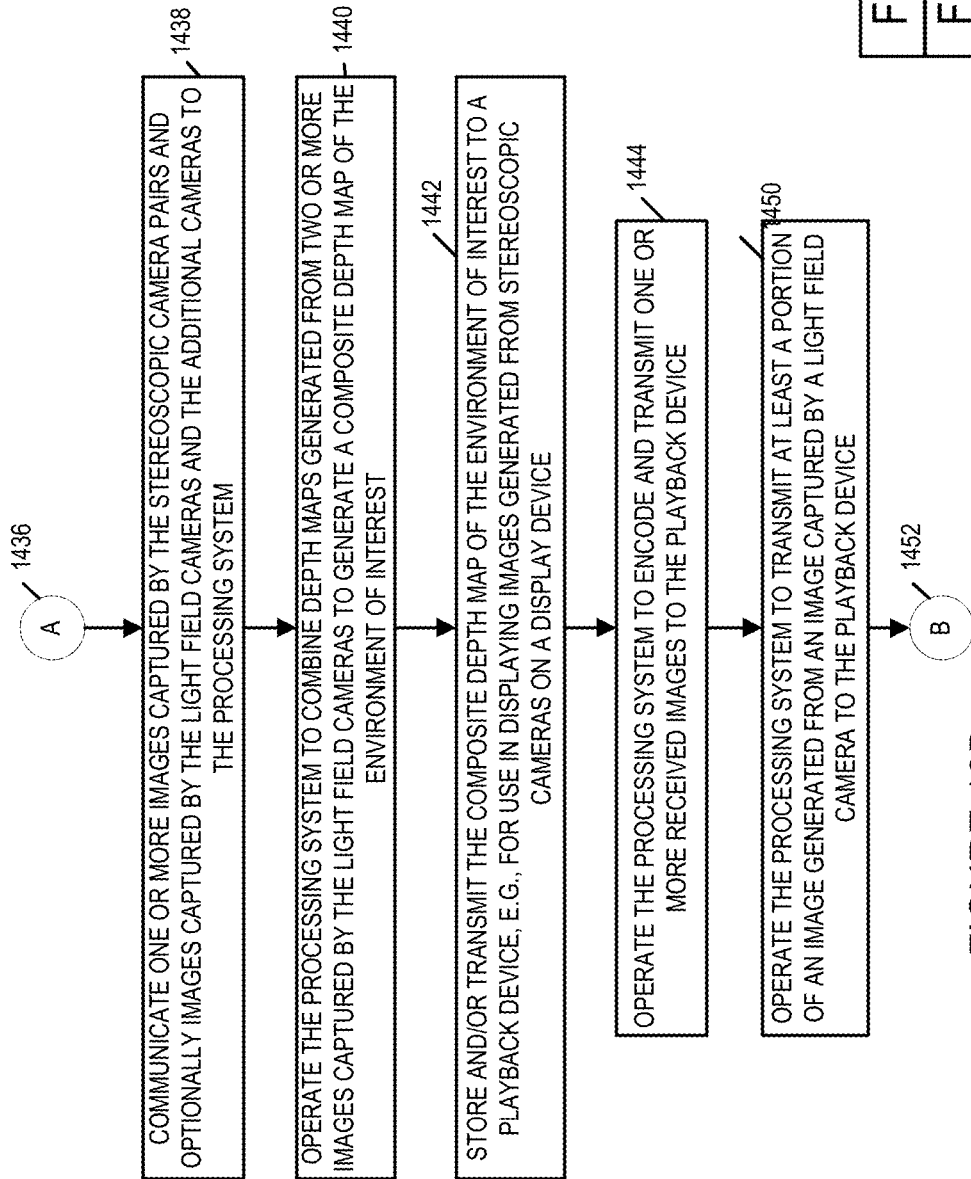 1436
A
1438
COMMUNICATE ONE OR MORE IMAGES CAPTURED BY THE STEREOSCOPIC CAMERA PAIRS AND
OPTIONALLY IMAGES CAPTURED BY THE LIGHT FIELD CAMERAS AND THE ADDITIONAL CAMERAS TO
THE PROCESSING SYSTEM
1440
OPERATE THE PROCESSING SYSTEM TO COMBINE DEPTH MAPS GENERATED FROM TWO OR MORE
IMAGES CAPTURED BY THE LIGHT FIELD CAMERAS TO GENERATE A COMPOSITE DEPTH MAP OF THE
ENVIRONMENT OF INTEREST
1442
STORE AND/OR TRANSMIT THE COMPOSITE DEPTH MAP OF THE ENVIRONMENT OF INTEREST TO A
PLAYBACK DEVICE, E.G., FOR USE IN DISPLAYING IMAGES GENERATED FROM STEREOSCOPIC
CAMERAS ON A DISPLAY DEVICE
1444
OPERATE THE PROCESSING SYSTEM TO ENCODE AND TRANSMIT ONE OR
MORE RECEIVED IMAGES TO THE PLAYBACK DEVICE
1450
OPERATE THE PROCESSING SYSTEM TO TRANSMIT AT LEAST A PORTION
OF AN IMAGE GENERATED FROM AN IMAGE CAPTURED BY A LIGHT FIELD
CAMERA TO THE PLAYBACK DEVICE
1452
B
F
F